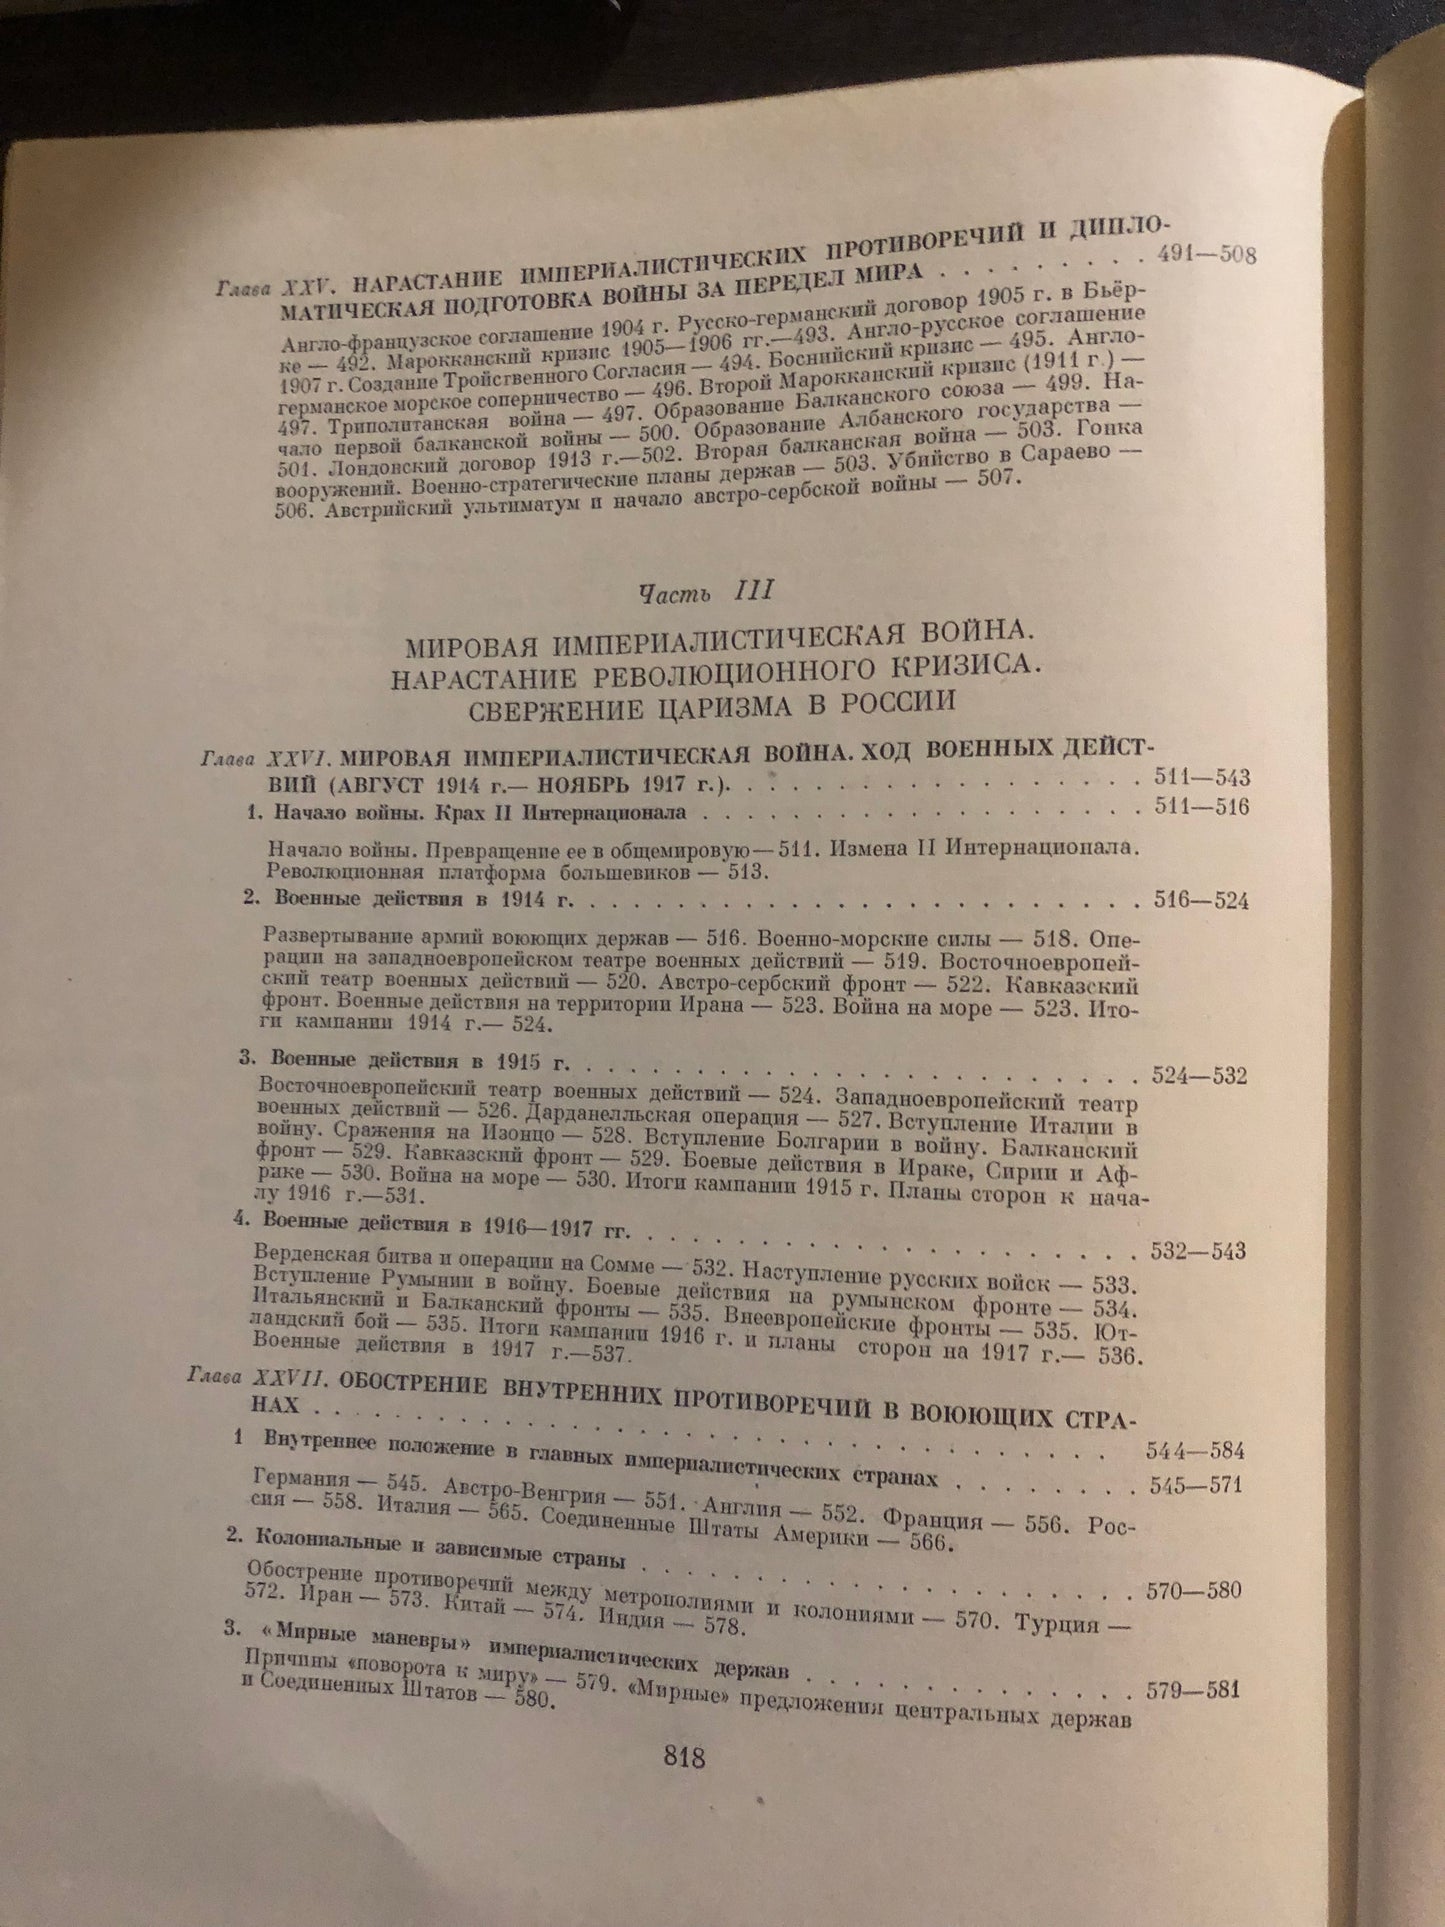 Глава XXV. НАРАСТАНИЕ ИМПЕРИАЛИСТИЧЕСКИХ ПРОТИВОРЕЧИЙ И ДИПЛО-
МАТИЧЕСКАЯ ПОДГОТОВКА ВОЙНЫ ЗА ПЕРЕДЕЛ МИРА . . . . . . . . . 491—508
Англо-французское соглашение 1904 г. Русско-германский договор 1905 г. в Бьёр-
ке — 492. Марокканский кризис 1905—1906 гг.—493. Англо-русское соглашение
1907 г. Создание Тройственного Согласия — 494. Боснийский кризис — 495. Англо-
германское морское соперничество — 496. Второй Марокканский кризис (1911 г.) —
497. Триполитанская война — 497. Образование Балканского союза — 499. На-
чало первой балканской войны — 500. Образование Албанского государства —
501. Лондонский договор 1913 г.—502. Вторая балканская война — 503. Гонка
вооружений. Военно-стратегические планы держав — 503. Убийство в Сараево —
506. Австрийский ультиматум и начало австро-сербской войны — 507.
Часть III
МИРОВАЯ ИМПЕРИАЛИСТИЧЕСКАЯ ВОЙНА.
НАРАСТАНИЕ РЕВОЛЮЦИОННОГО КРИЗИСА.
СВЕРЖЕНИЕ ЦАРИЗМА В РОССИИ
Глава XXVI. МИРОВАЯ ИМПЕРИАЛИСТИЧЕСКАЯ ВОЙНА. ХОД ВОЕННЫХ ДЕЙСТ-
ВИЙ (АВГУСТ 1914 г.— НОЯБРЬ 1917 г.). . . . . . . . . . . . . . . . . . 511—543
1. Начало войны. Крах II Интернационала . . . . . . . . . . . . . . . . . . . 511—516
Начало войны. Превращение ее в общемировую—511. Измена II Интернационала.
Революционная платформа большевиков — 513.
2. Военные действия в 1914 г. . . . . . . . . . . . . . . . . . . . . . . . . 516—524
Развертывание армий воюющих держав — 516. Военно-морские силы — 518. Опе-
рации на западноевропейском театре военных действий — 519. Восточноевропей-
ский театр военных действий — 520. Австро-сербский фронт — 522. Кавказский
фронт. Военные действия на территории Ирана — 523. Война на море — 523. Ито-
ги кампании 1914 г.— 524.
3. Военные действия в 1915 г. . . . . . . . . . . . . . . . . . . . . . . . . 524—532
Восточноевропейский театр военных действий — 524. Западноевропейский театр
военных действий — 526. Дарданелльская операция — 527. Вступление Италии в
войну. Сражения на Изонцо — 528. Вступление Болгарии в войну. Балканский
фронт — 529. Кавказский фронт — 529. Боевые действия в Ираке, Сирии и Аф-
рике — 530. Война на море — 530. Итоги кампании 1915 г. Планы сторон к нача-
лу 1916 г.—531.
4. Военные действия в 1916—1917 гг. . . . . . . . . . . . . . . . . . . . . . 532—543
Верденская битва и операции на Сомме — 532. Наступление русских войск — 533.
Вступление Румынии в войну. Боевые действия на румынском фронте — 534.
Итальянский и Балканский фронты — 535. Внеевропейские фронты — 535. Ют-
ландский бой — 535. Итоги кампании 1916 г. и планы сторон на 1917 г.— 536.
Военные действия в 1917 г.—537.
Глава XXVII. ОБОСТРЕНИЕ ВНУТРЕННИХ ПРОТИВОРЕЧИЙ В ВОЮЮЩИХ СТРА-
НАХ . . . . . . . . . . . . . . . . . . . . . . . . . . . . . . . . . . . 544—584
1 Внутреннее положение в главных империалистических странах . . . . . . . . 545—571
Германия — 545. Австро-Венгрия — 551. Англия — 552. Франция — 556. Рос-
сия — 558. Италия — 565. Соединенные Штаты Америки — 566.
2. Колониальные и зависимые страны . . . . . . . . . . . . . . . . . . . . . 570—580
Обострение противоречий между метрополиями и колониями — 570. Турция —
572. Иран — 573. Китай — 574. Индия — 578.
3. «Мирные маневры» империалистических держав . . . . . . . . . . . . . . 579—581
Причины «поворота к миру» — 579. «Мирные» предложения центральных держав
и Соединенных Штатов — 580.
818